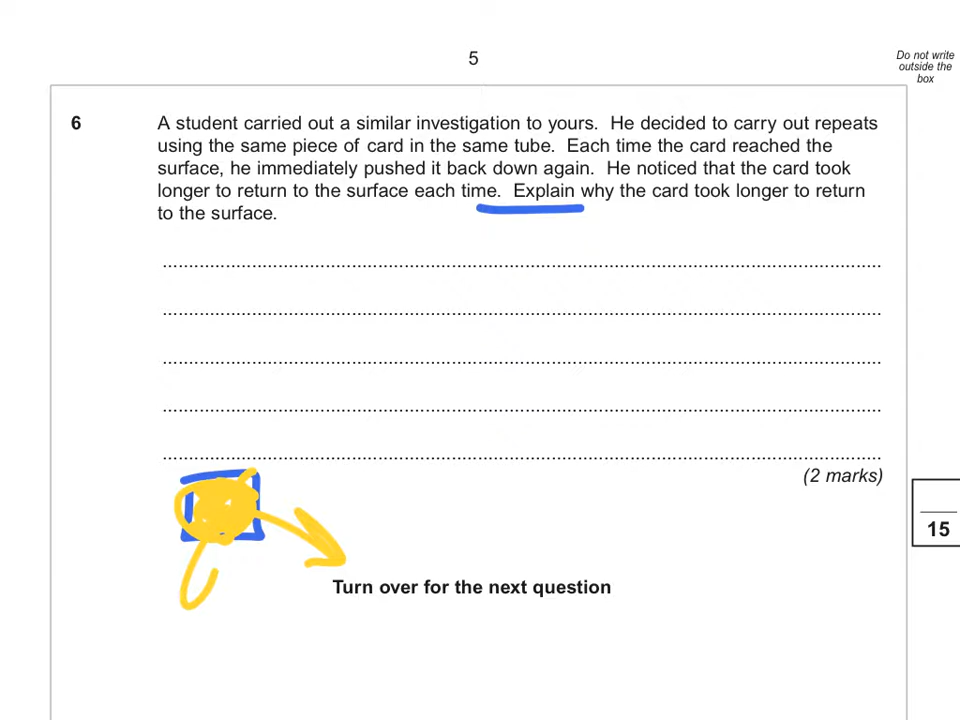 5
Do not write
outside the
box
6 A student carried out a similar investigation to yours. He decided to carry out repeats
using the same piece of card in the same tube. Each time the card reached the
surface, he immediately pushed it back down again. He noticed that the card took
longer to return to the surface each time. Explain why the card took longer to return
to the surface.
(2 marks)
15
Turn over for the next question